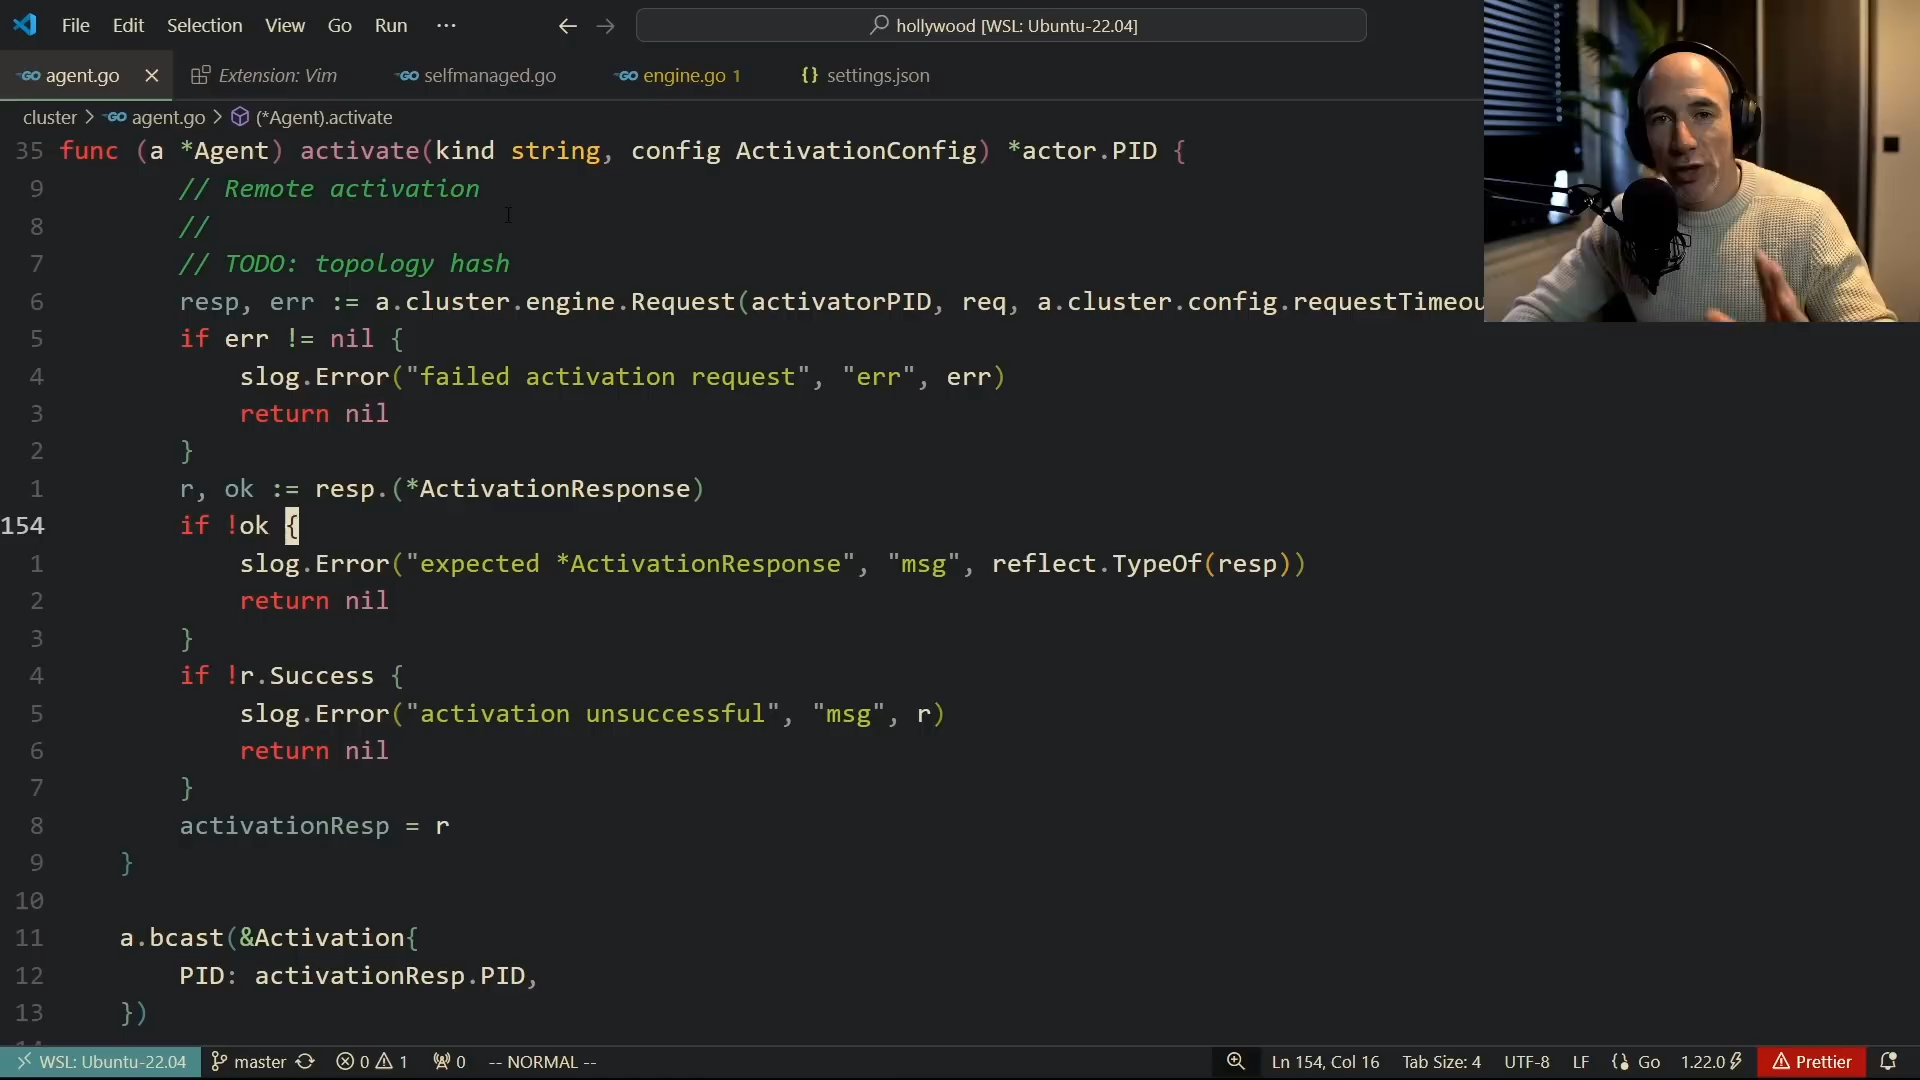 File Edit Selection View Go Run ··· ← → hollywood [WSL: Ubuntu-22.04]
agent.go × Extension: Vim selfmanaged.go engine.go 1 {} settings.json
cluster > agent.go > (*Agent).activate
35 func (a *Agent) activate(kind string, config ActivationConfig) *actor.PID {
9 // Remote activation
8 //
7 // TODO: topology hash
6 resp, err := a.cluster.engine.Request(activatorPID, req, a.cluster.config.requestTimeou
5 if err != nil {
4 slog.Error("failed activation request", "err", err)
3 return nil
2 }
1 r, ok := resp.(*ActivationResponse)
154 if !ok {
1 slog.Error("expected *ActivationResponse", "msg", reflect.TypeOf(resp))
2 return nil
3 }
4 if !r.Success {
5 slog.Error("activation unsuccessful", "msg", r)
6 return nil
7 }
8 activationResp = r
9 }
10
11 a.bcast(&Activation{
12 PID: activationResp.PID,
13 })
WSL: Ubuntu-22.04 master 0 1 0 -- NORMAL -- Ln 154, Col 16 Tab Size: 4 UTF-8 LF Go 1.22.0 Prettier